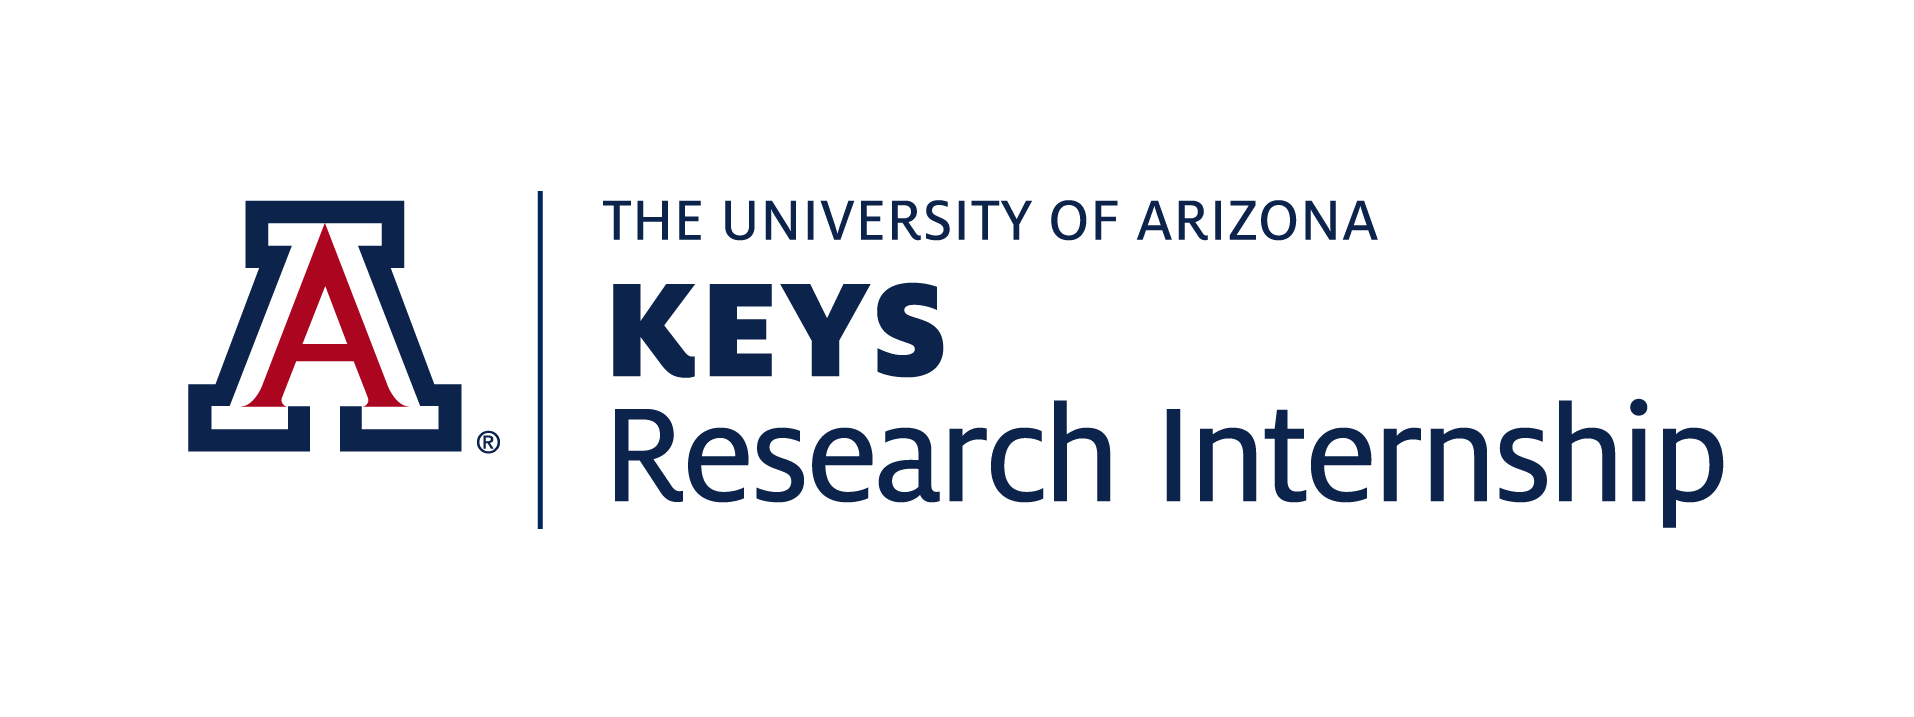 A®
THE UNIVERSITY OF ARIZONA
KEYS
Research Internship